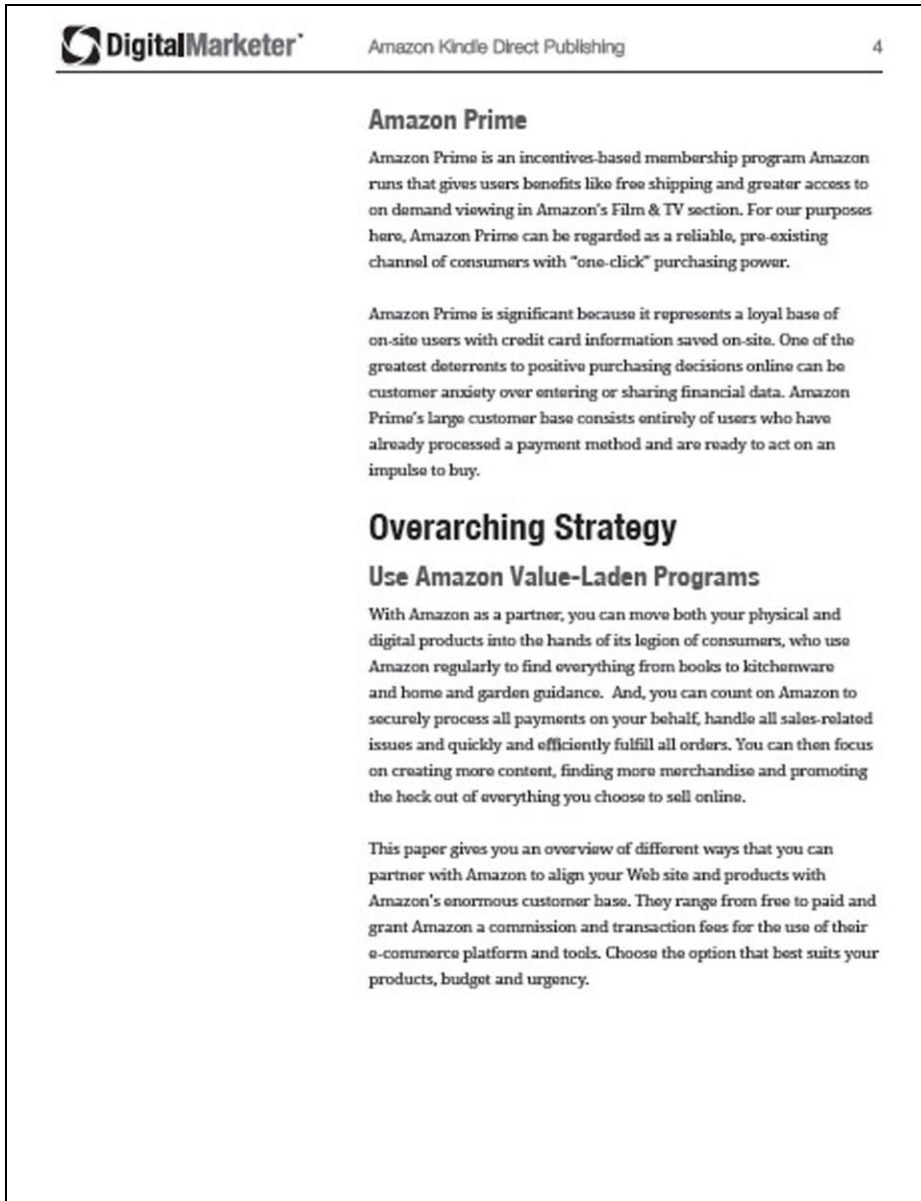 DigitalMarketer Amazon Kindle Direct Publishing 4
Amazon Prime
Amazon Prime is an incentives-based membership program Amazon
runs that gives users benefits like free shipping and greater access to
on demand viewing in Amazon's Film & TV section. For our purposes
here, Amazon Prime can be regarded as a reliable, pre-existing
channel of consumers with "one-click" purchasing power.
Amazon Prime is significant because it represents a loyal base of
on-site users with credit card information saved on-site. One of the
greatest deterrents to positive purchasing decisions online can be
customer anxiety over entering or sharing financial data. Amazon
Prime's large customer base consists entirely of users who have
already processed a payment method and are ready to act on an
impulse to buy.
Overarching Strategy
Use Amazon Value-Laden Programs
With Amazon as a partner, you can move both your physical and
digital products into the hands of its legion of consumers, who use
Amazon regularly to find everything from books to kitchenware
and home and garden guidance.  And, you can count on Amazon to
securely process all payments on your behalf, handle all sales-related
issues and quickly and efficiently fulfill all orders. You can then focus
on creating more content, finding more merchandise and promoting
the heck out of everything you choose to sell online.
This paper gives you an overview of different ways that you can
partner with Amazon to align your Web site and products with
Amazon's enormous customer base. They range from free to paid and
grant Amazon a commission and transaction fees for the use of their
e-commerce platform and tools. Choose the option that best suits your
products, budget and urgency.